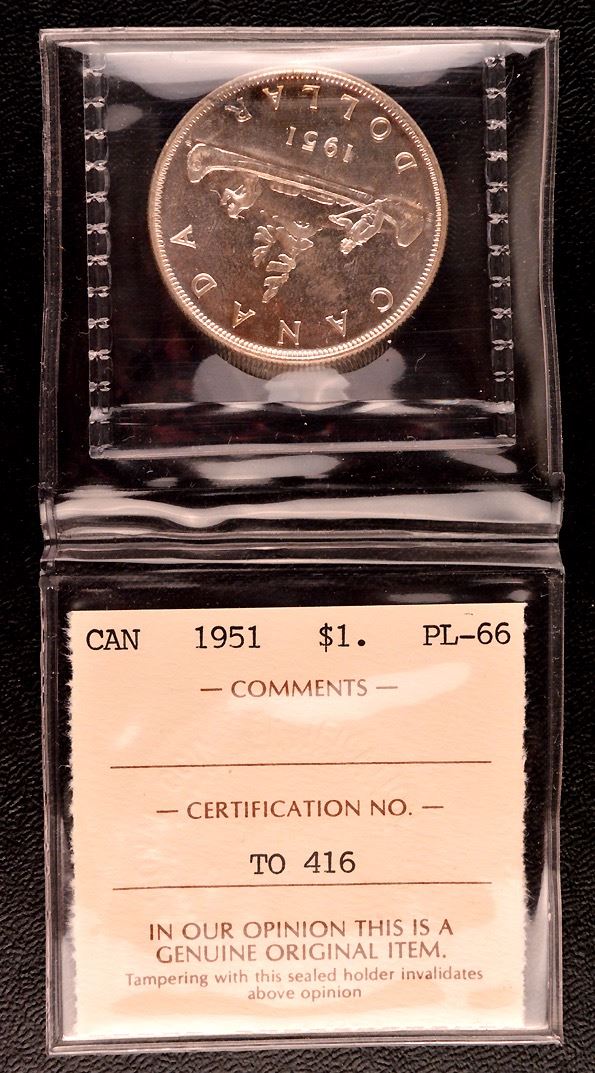 CANADA
1951
DOLLAR
CAN 1951 $1. PL-66
— COMMENTS —
— CERTIFICATION NO. —
TO 416
IN OUR OPINION THIS IS A
GENUINE ORIGINAL ITEM.
Tampering with this sealed holder invalidates
above opinion